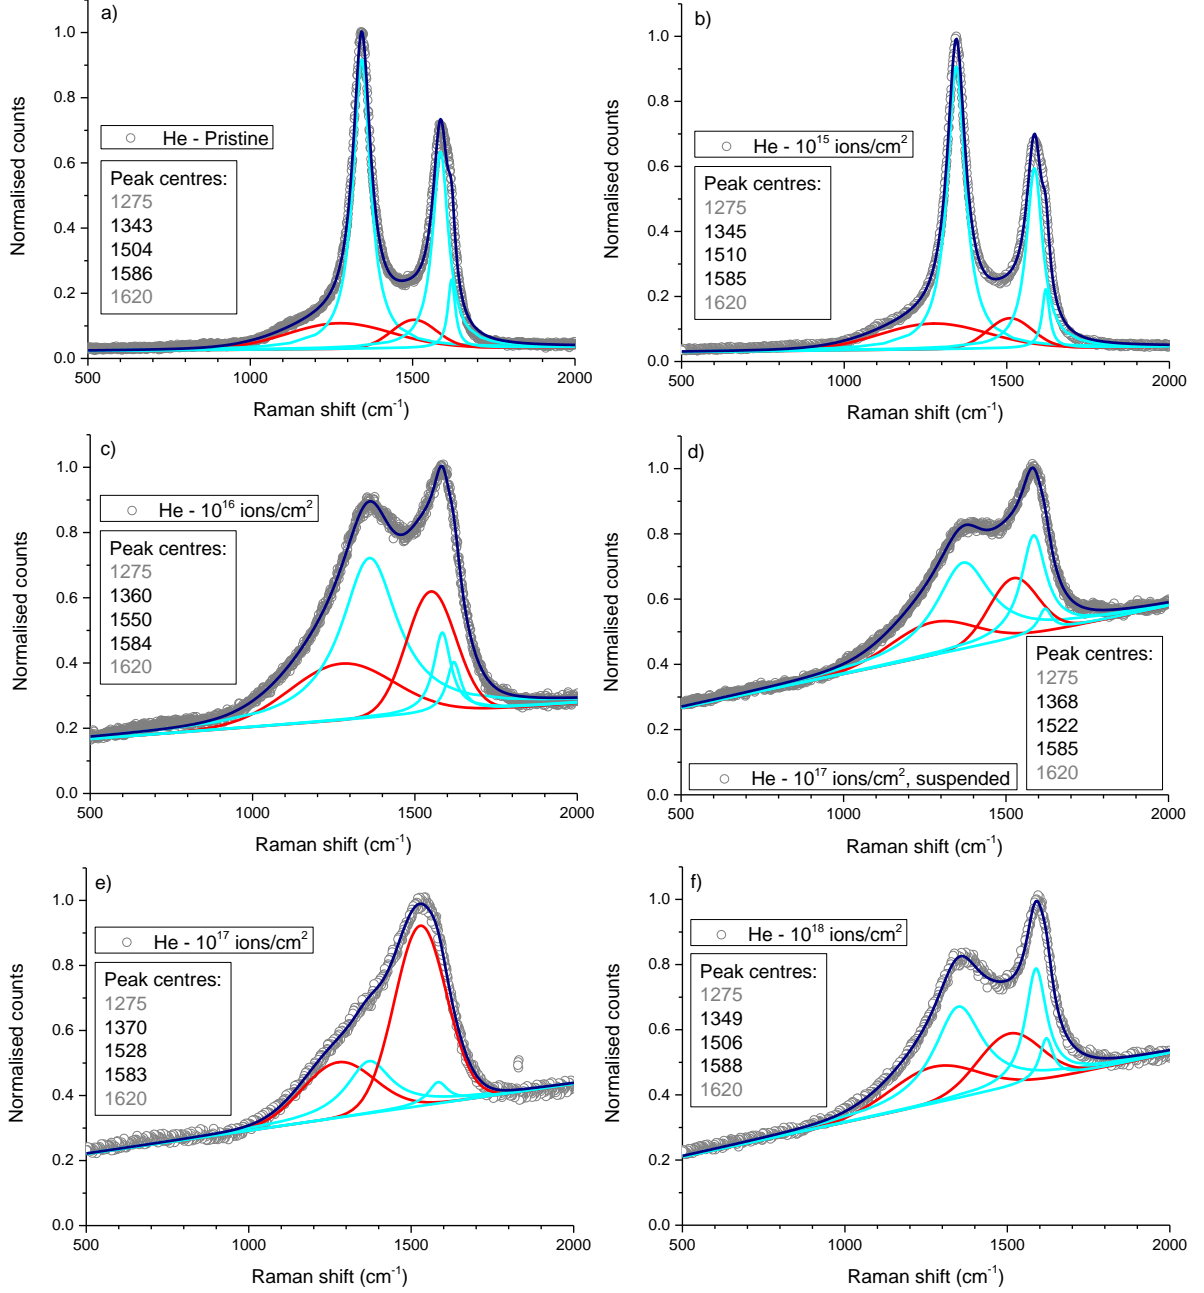 a)
1.0
0.8
0.6
0.4
0.2
0.0
Normalised counts
He - Pristine
Peak centres:
1275
1343
1504
1586
1620
500 1000 1500 2000
Raman shift (cm⁻¹)
b)
1.0
0.8
0.6
0.4
0.2
0.0
Normalised counts
He - 10¹⁵ ions/cm²
Peak centres:
1275
1345
1510
1585
1620
500 1000 1500 2000
Raman shift (cm⁻¹)
c)
1.0
0.8
0.6
0.4
0.2
0.0
Normalised counts
He - 10¹⁶ ions/cm²
Peak centres:
1275
1360
1550
1584
1620
500 1000 1500 2000
Raman shift (cm⁻¹)
d)
1.0
0.8
0.6
0.4
0.2
0.0
Normalised counts
Peak centres:
1275
1368
1522
1585
1620
He - 10¹⁷ ions/cm², suspended
500 1000 1500 2000
Raman shift (cm⁻¹)
e)
1.0
0.8
0.6
0.4
0.2
0.0
Normalised counts
He - 10¹⁷ ions/cm²
Peak centres:
1275
1370
1528
1583
1620
500 1000 1500 2000
Raman shift (cm⁻¹)
f)
1.0
0.8
0.6
0.4
0.2
0.0
Normalised counts
He - 10¹⁸ ions/cm²
Peak centres:
1275
1349
1506
1588
1620
500 1000 1500 2000
Raman shift (cm⁻¹)